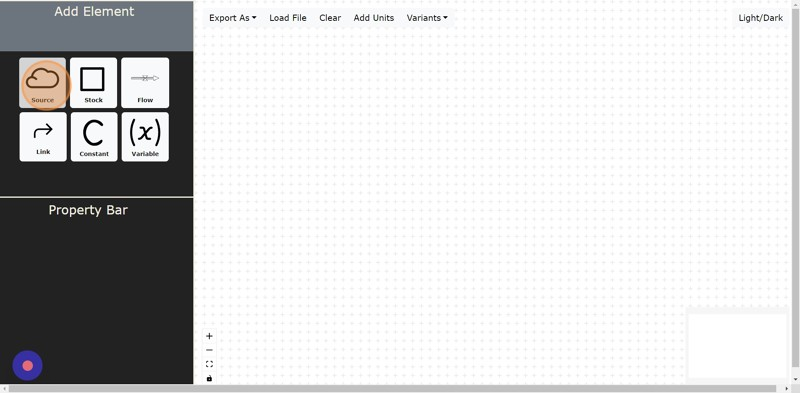 Add Element
Export As
Load File
Clear
Add Units
Variants
Light/Dark
Source
Stock
Flow
Link
C
Constant
(x)
Variable
Property Bar